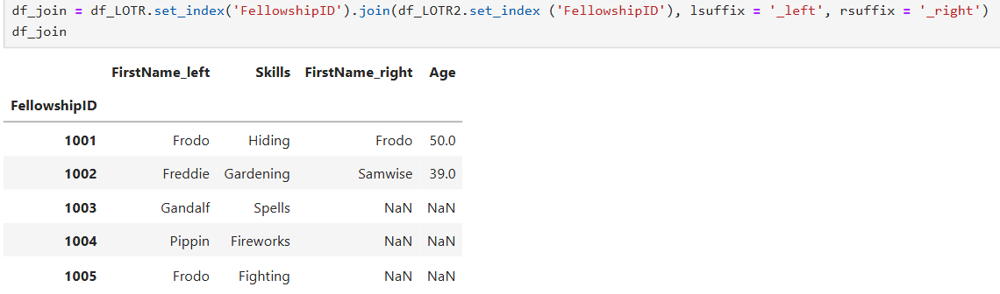 df_join = df_LOTR.set_index('FellowshipID').join(df_LOTR2.set_index ('FellowshipID'), lsuffix = '_left', rsuffix = '_right')
df_join
FirstName_left Skills FirstName_right Age
FellowshipID
1001 Frodo Hiding Frodo 50.0
1002 Freddie Gardening Samwise 39.0
1003 Gandalf Spells NaN NaN
1004 Pippin Fireworks NaN NaN
1005 Frodo Fighting NaN NaN